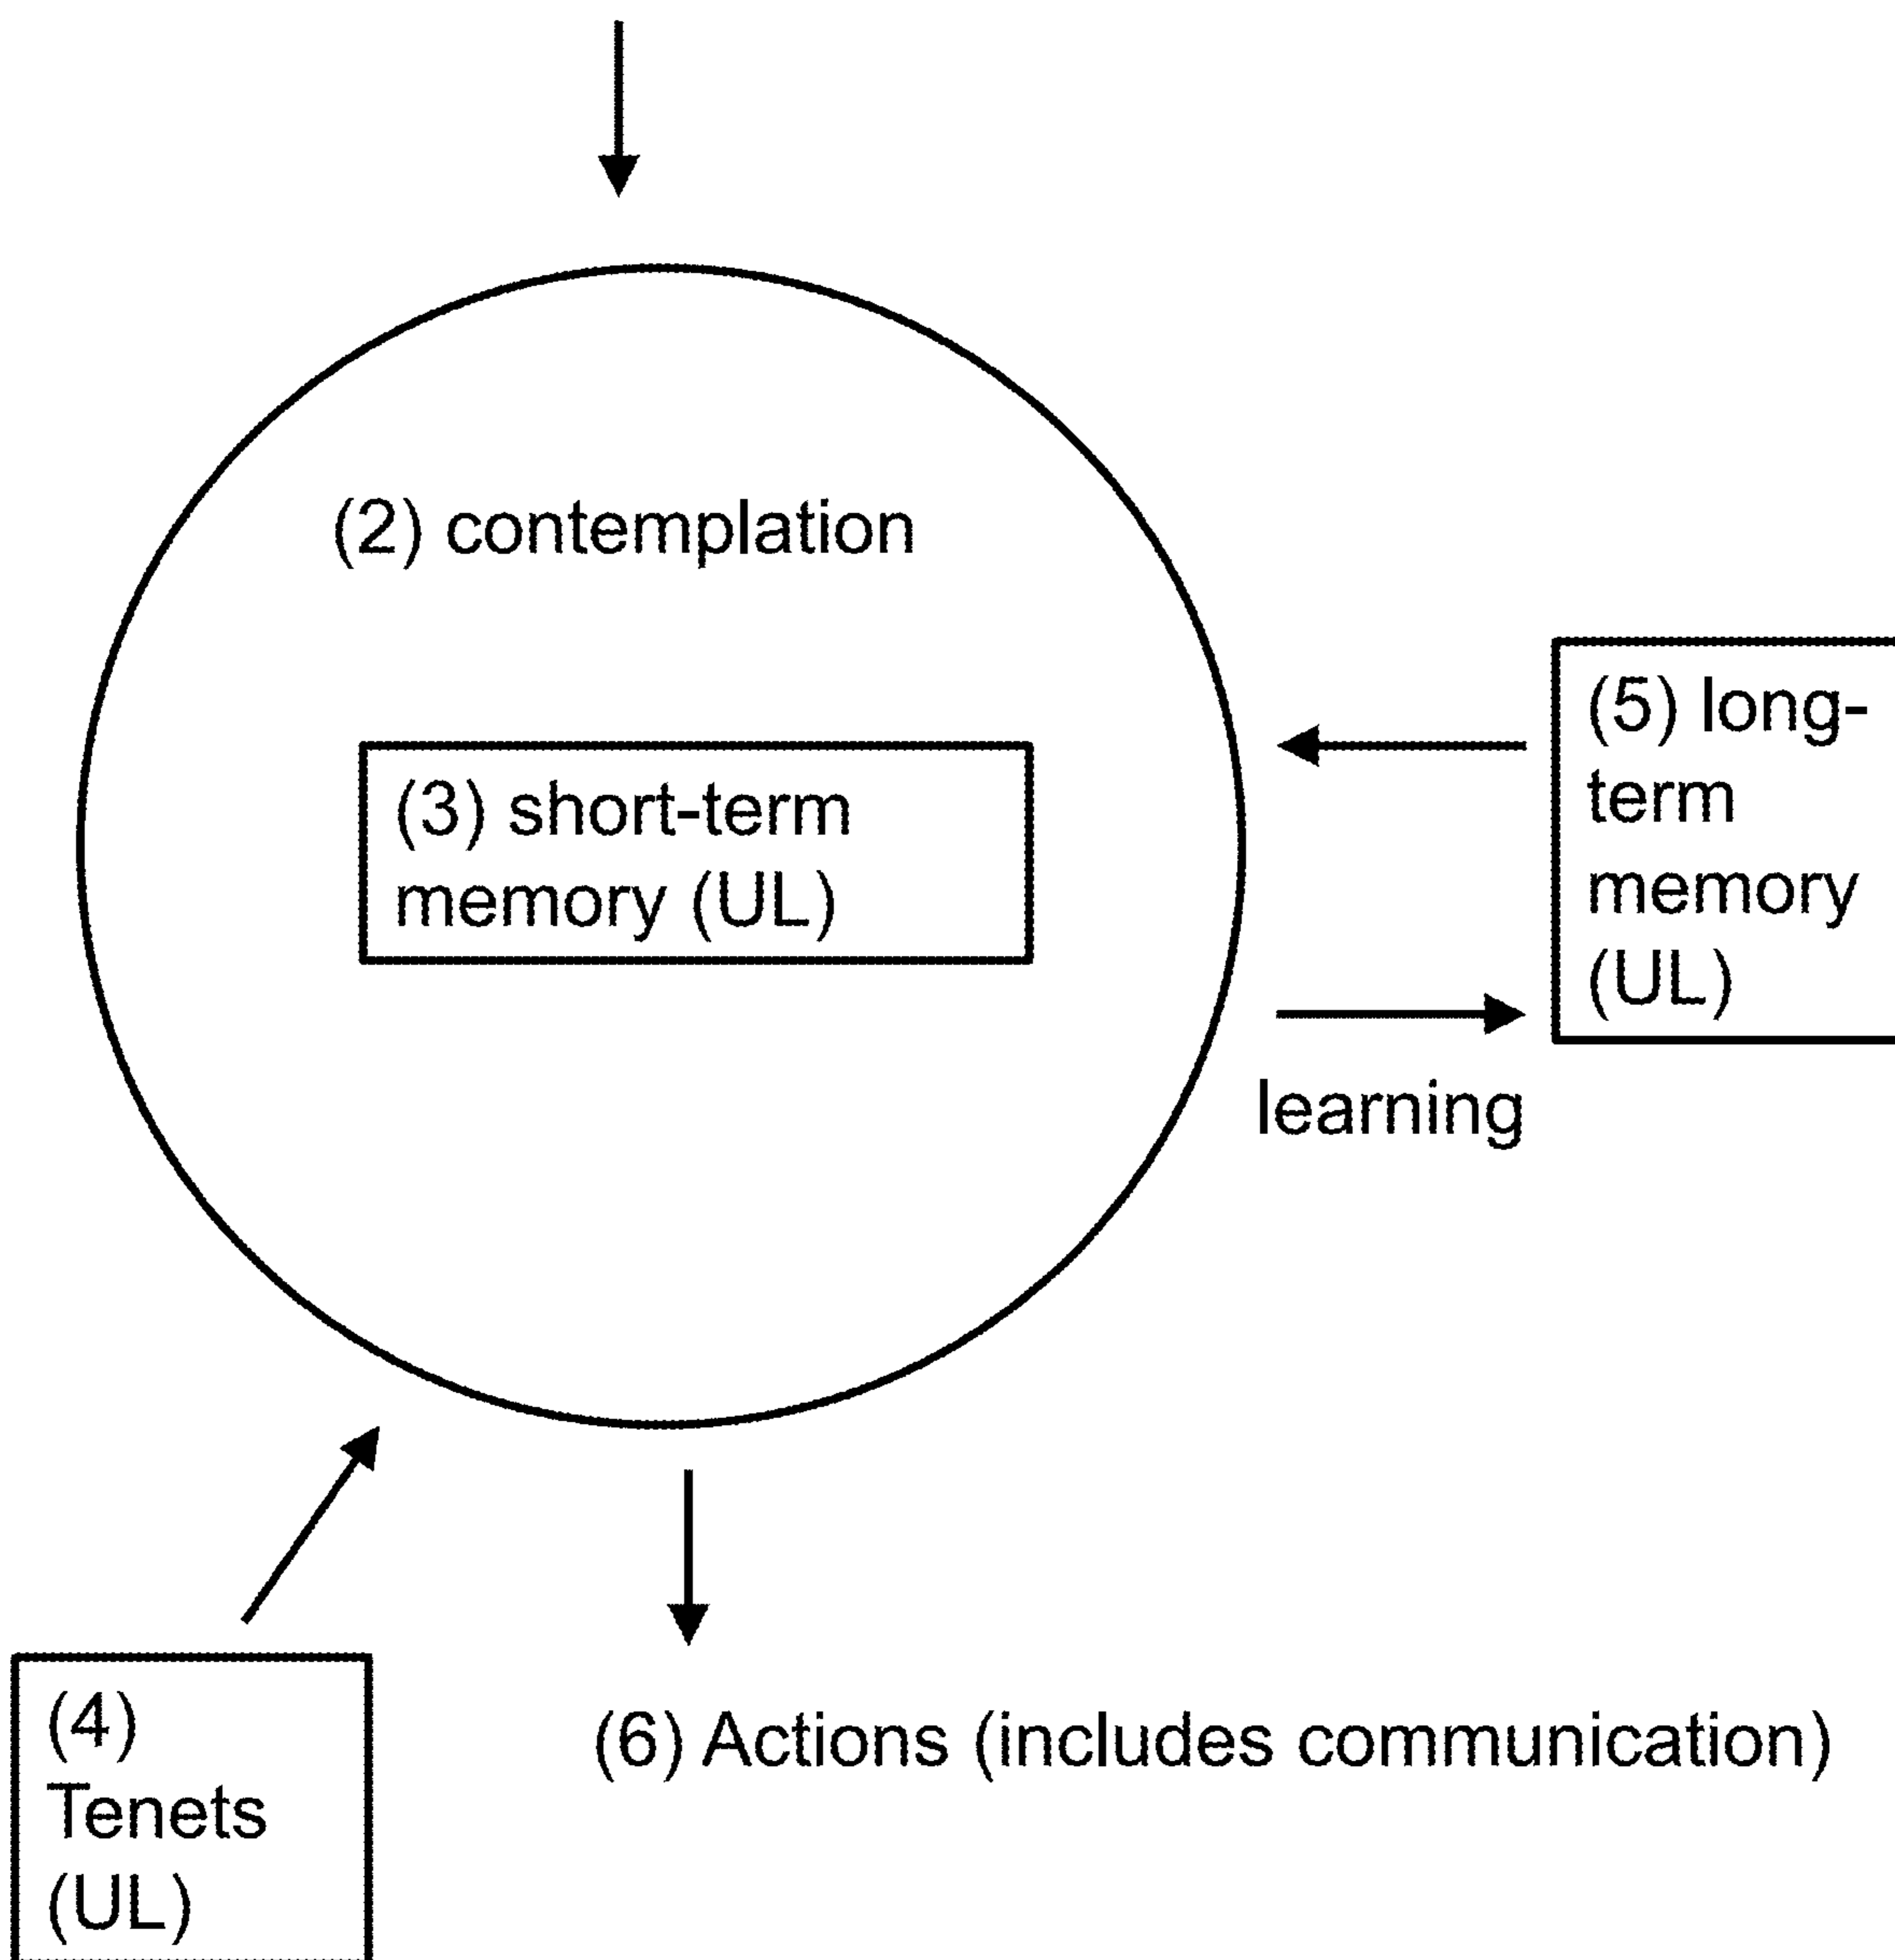 (2) contemplation
(3) short-term
memory (UL)
(5) long-
term
memory
(UL)
learning
(4)
Tenets
(UL)
(6) Actions (includes communication)